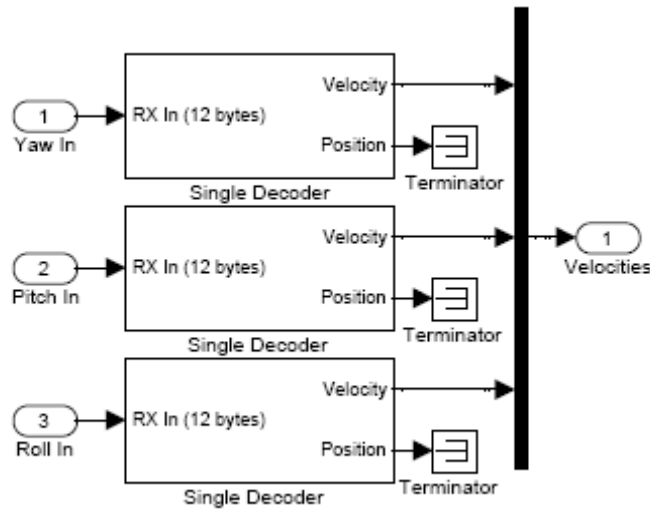 Velocity
1
RX In (12 bytes)
Yaw In
Position
Single Decoder
Terminator
Velocity
2
RX In (12 bytes)
1
Pitch In
Velocities
Position
Single Decoder
Terminator
Velocity
3
RX In (12 bytes)
Roll In
Position
Single Decoder
Terminator